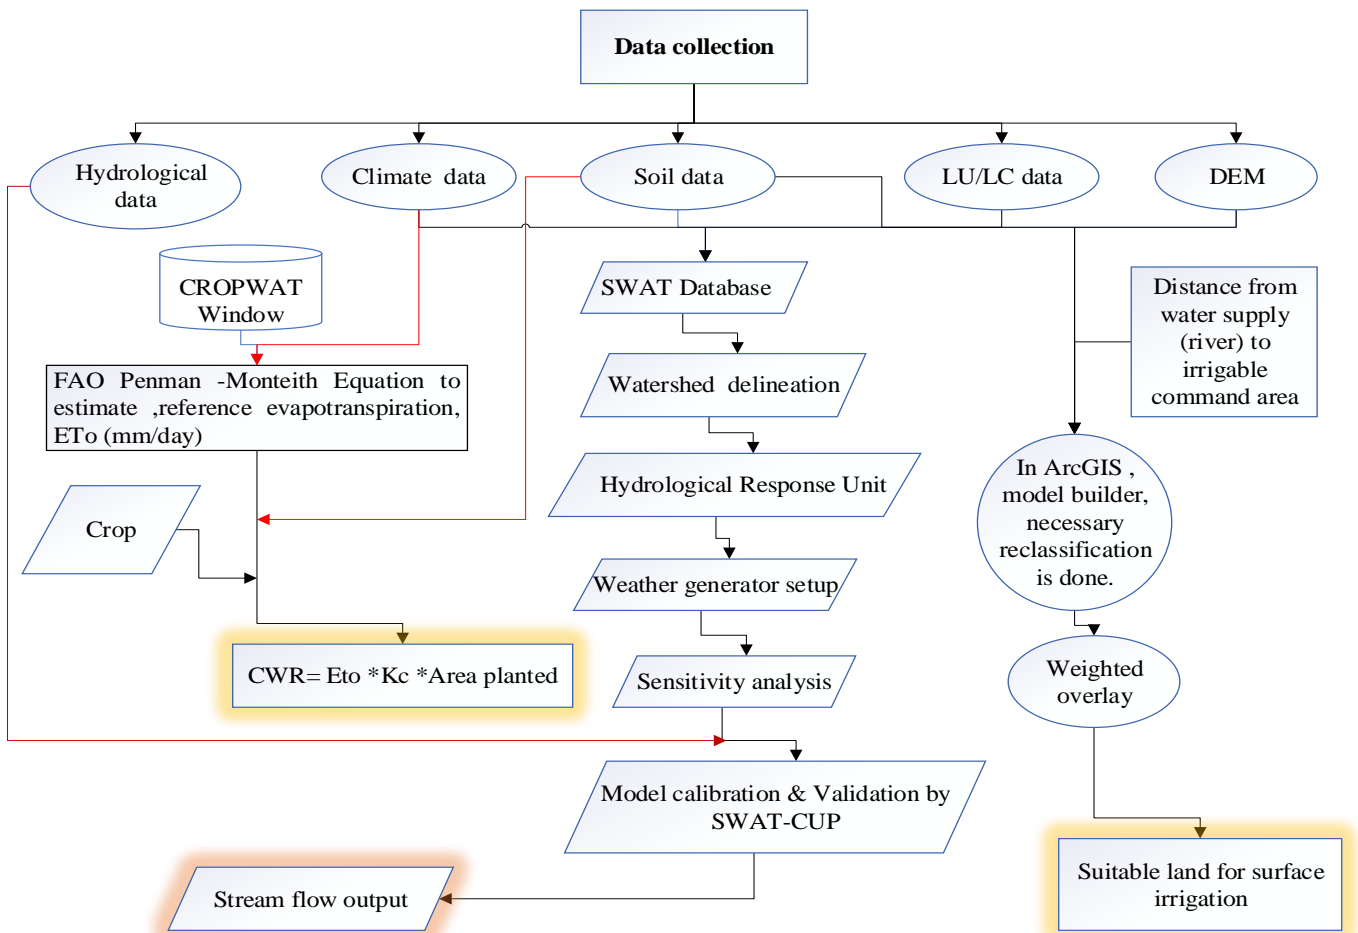 Data collection
Hydrological
data
Climate data
Soil data
LU/LC data
DEM
CROPWAT
Window
SWAT Database
Distance from
water supply
(river) to
irrigable
command area
FAO Penman -Monteith Equation to
estimate ,reference evapotranspiration,
ETo (mm/day)
Watershed delineation
In ArcGIS ,
model builder,
necessary
reclassification
is done.
Hydrological Response Unit
Crop
Weather generator setup
CWR= Eto *Kc *Area planted
Sensitivity analysis
Weighted
overlay
Model calibration & Validation by
SWAT-CUP
Stream flow output
Suitable land for surface
irrigation